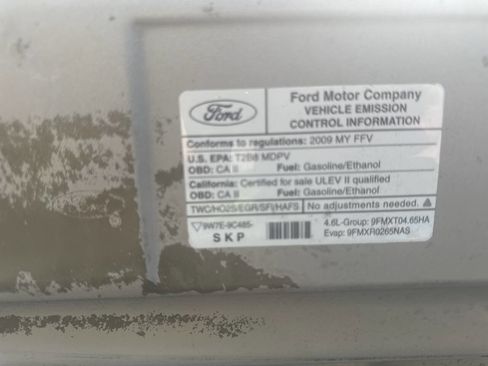 Ford
Ford Motor Company
VEHICLE EMISSION
CONTROL INFORMATION
Conforms to regulations: 2009 MY FFV
U.S. EPA: T2B8 MDPV
OBD: CA II Fuel: Gasoline/Ethanol
California: Certified for sale ULEV II qualified
OBD: CA II Fuel: Gasoline/Ethanol
TWC/HO2S/EGR/SFI/HAFS No adjustments needed.
9W7E-9C485-
SKP
4.6L-Group: 9FMXT04.65HA
Evap: 9FMXR0265NAS